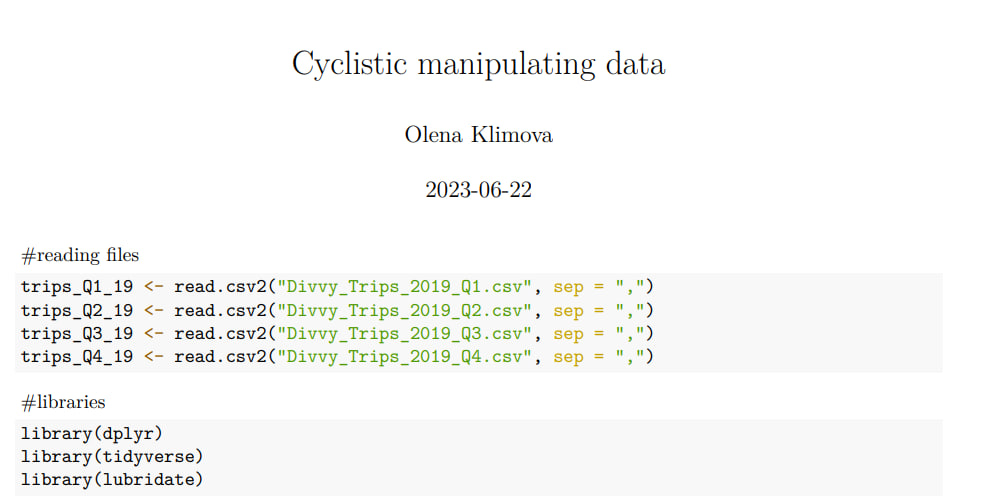 Cyclistic manipulating data
Olena Klimova
2023-06-22
#reading files
trips_Q1_19 <- read.csv2("Divvy_Trips_2019_Q1.csv", sep = ",")
trips_Q2_19 <- read.csv2("Divvy_Trips_2019_Q2.csv", sep = ",")
trips_Q3_19 <- read.csv2("Divvy_Trips_2019_Q3.csv", sep = ",")
trips_Q4_19 <- read.csv2("Divvy_Trips_2019_Q4.csv", sep = ",")
#libraries
library(dplyr)
library(tidyverse)
library(lubridate)